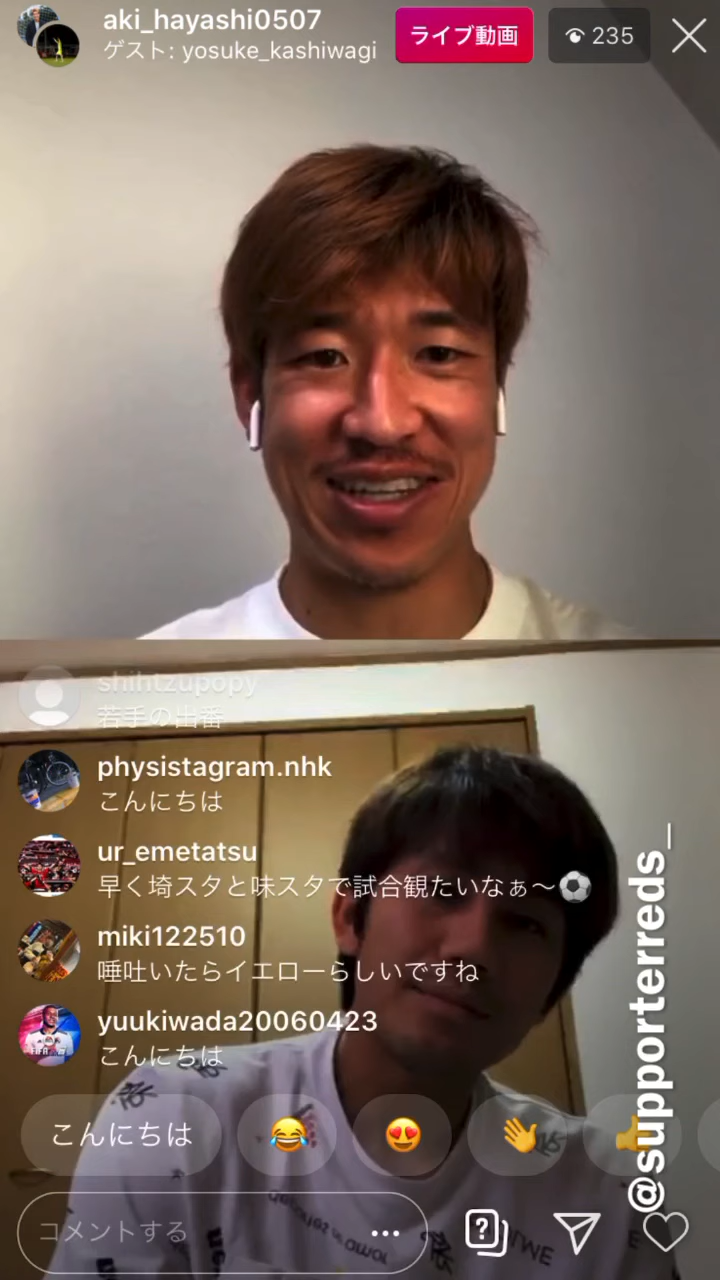 aki_hayashi0507
ゲスト: yosuke_kashiwagi
ライブ動画
235
shihtzupopy
若手の出番
physistagram.nhk
こんにちは
ur_emetatsu
早く埼スタと味スタで試合観たいなぁ〜⚽
miki122510
唾吐いたらイエローらしいですね
yuukiwada20060423
こんにちは
こんにちは 😂 😍 👋 👍
コメントする
@supporterreds_